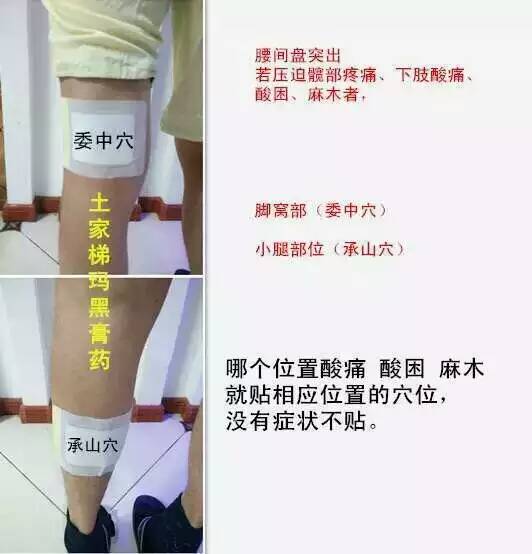 委中穴
土家梯玛黑膏药
承山穴
腰间盘突出
若压迫髋部疼痛、下肢酸痛、
酸困、麻木者,
脚窝部(委中穴)
小腿部位(承山穴)
哪个位置酸痛 酸困 麻木
就贴相应位置的穴位,
没有症状不贴。